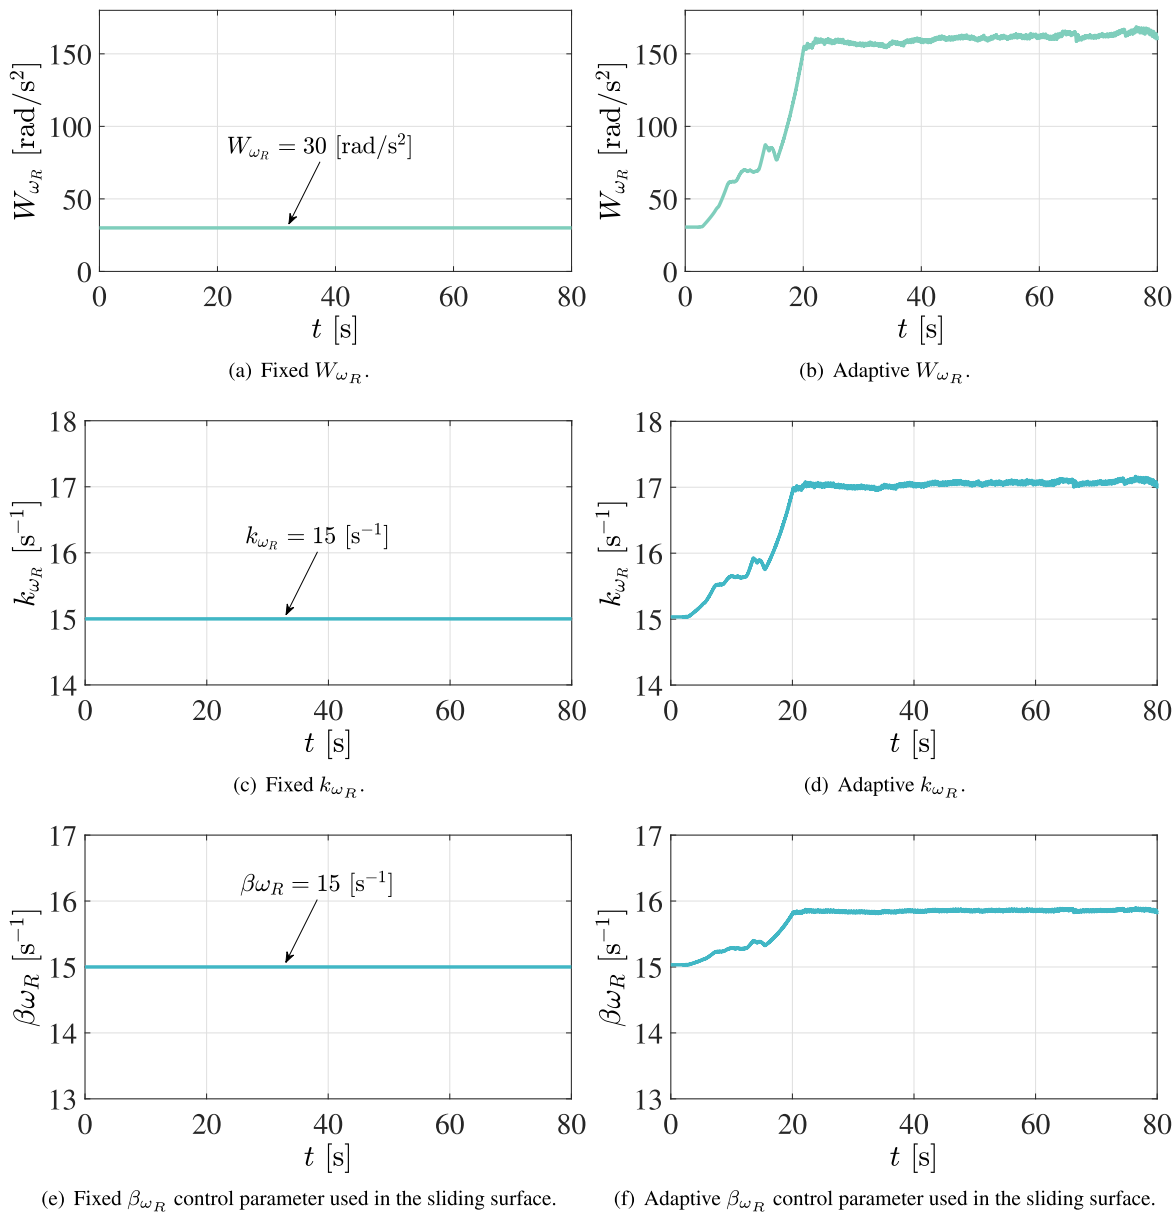 150
100
50
0
W_{ω_R} [rad/s²]
W_{ω_R} = 30 [rad/s²]
0 20 40 60 80
t [s]
(a) Fixed W_{ω_R}.
150
100
50
0
W_{ω_R} [rad/s²]
0 20 40 60 80
t [s]
(b) Adaptive W_{ω_R}.
18
17
16
15
14
k_{ω_R} [s⁻¹]
k_{ω_R} = 15 [s⁻¹]
0 20 40 60 80
t [s]
(c) Fixed k_{ω_R}.
18
17
16
15
14
k_{ω_R} [s⁻¹]
0 20 40 60 80
t [s]
(d) Adaptive k_{ω_R}.
17
16
15
14
13
βω_R [s⁻¹]
βω_R = 15 [s⁻¹]
0 20 40 60 80
t [s]
(e) Fixed β_{ω_R} control parameter used in the sliding surface.
17
16
15
14
13
βω_R [s⁻¹]
0 20 40 60 80
t [s]
(f) Adaptive β_{ω_R} control parameter used in the sliding surface.